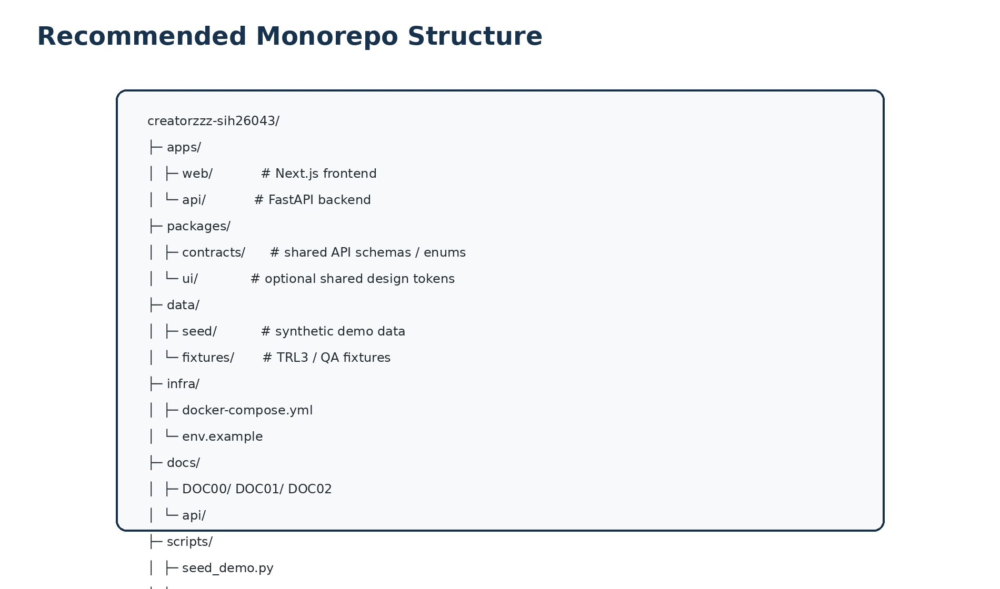 Recommended Monorepo Structure
creatorzzz-sih26043/
├─ apps/
│  ├─ web/            # Next.js frontend
│  └─ api/            # FastAPI backend
├─ packages/
│  ├─ contracts/      # shared API schemas / enums
│  └─ ui/             # optional shared design tokens
├─ data/
│  ├─ seed/           # synthetic demo data
│  └─ fixtures/       # TRL3 / QA fixtures
├─ infra/
│  ├─ docker-compose.yml
│  └─ env.example
├─ docs/
│  ├─ DOC00/ DOC01/ DOC02
│  └─ api/
├─ scripts/
│  ├─ seed_demo.py